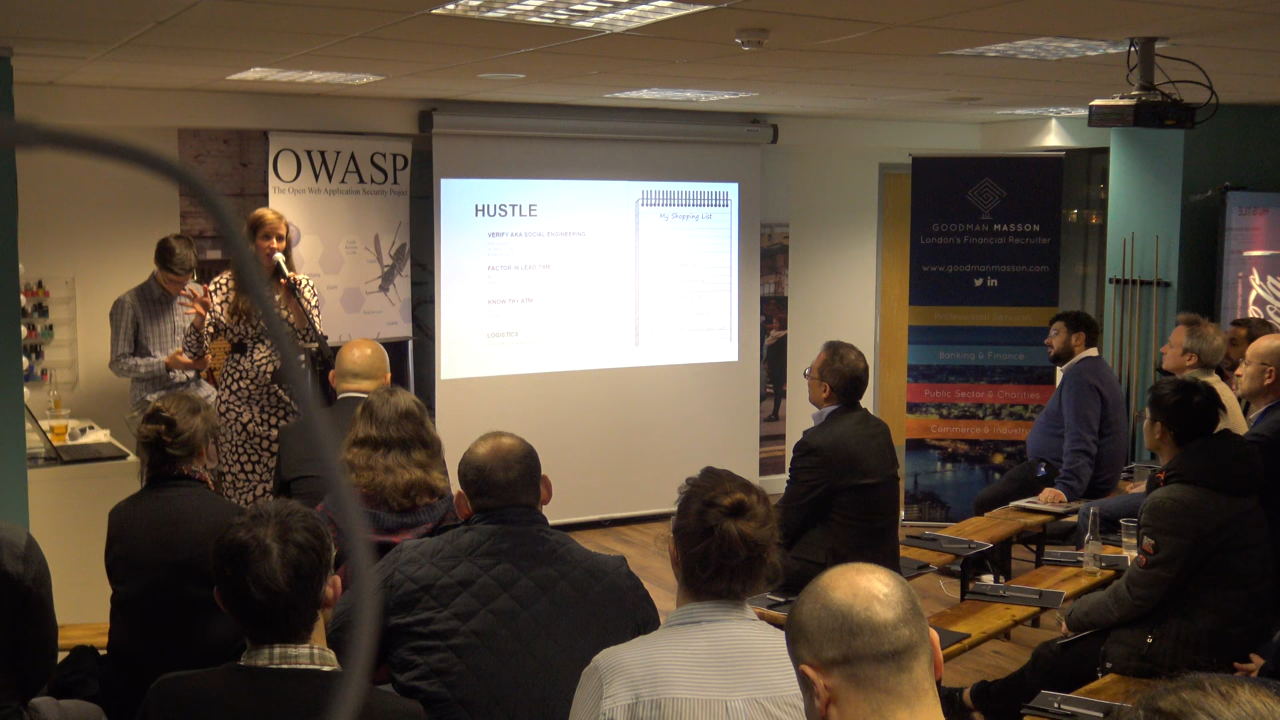 OWASP
The Open Web Application Security Project
HUSTLE
VERIFY AKA SOCIAL ENGINEERING
FACTOR IN LEAD TIME
KNOW THY ATM
LOGISTICS
My Shopping List
GOODMAN MASSON
London's Financial Recruiter
www.goodmanmasson.com
in
Professional Services
Banking & Finance
Public Sector & Charities
Commerce & Industry